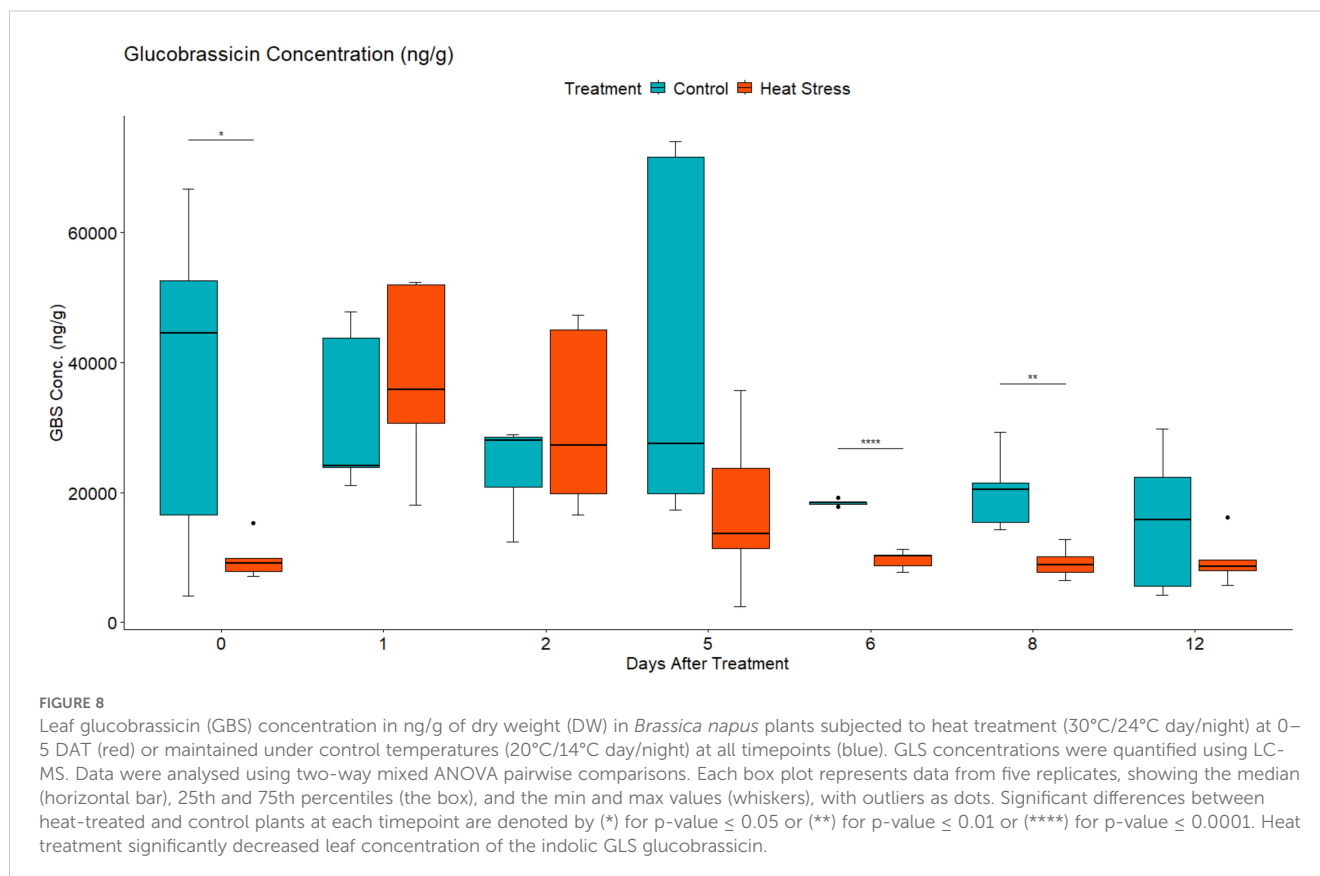 Glucobrassicin Concentration (ng/g)
Treatment Control Heat Stress
*
**
****
60000
40000
20000
0
GBS Conc. (ng/g)
0 1 2 5 6 8 12
Days After Treatment
FIGURE 8
Leaf glucobrassicin (GBS) concentration in ng/g of dry weight (DW) in Brassica napus plants subjected to heat treatment (30°C/24°C day/night) at 0–
5 DAT (red) or maintained under control temperatures (20°C/14°C day/night) at all timepoints (blue). GLS concentrations were quantified using LC-
MS. Data were analysed using two-way mixed ANOVA pairwise comparisons. Each box plot represents data from five replicates, showing the median
(horizontal bar), 25th and 75th percentiles (the box), and the min and max values (whiskers), with outliers as dots. Significant differences between
heat-treated and control plants at each timepoint are denoted by (*) for p-value ≤ 0.05 or (**) for p-value ≤ 0.01 or (****) for p-value ≤ 0.0001. Heat
treatment significantly decreased leaf concentration of the indolic GLS glucobrassicin.